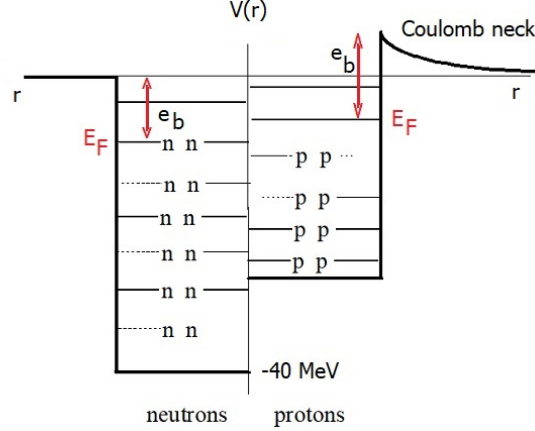 V(r)
Coulomb neck
r
e_b
e_b
r
E_F
E_F
n n
p p
n n
p p
n n
p p
n n
p p
n n
n n
-40 MeV
neutrons
protons